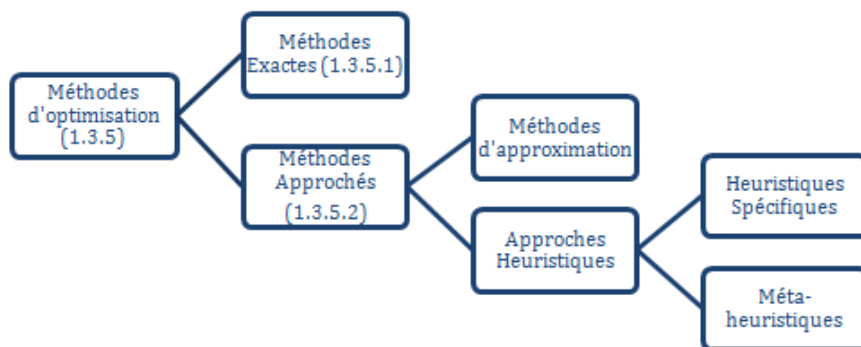 Méthodes
Exactes (1.3.5.1)
Méthodes
d'optimisation
(1.3.5)
Méthodes
Approchés
(1.3.5.2)
Méthodes
d'approximation
Approches
Heuristiques
Heuristiques
Spécifiques
Méta-
heuristiques